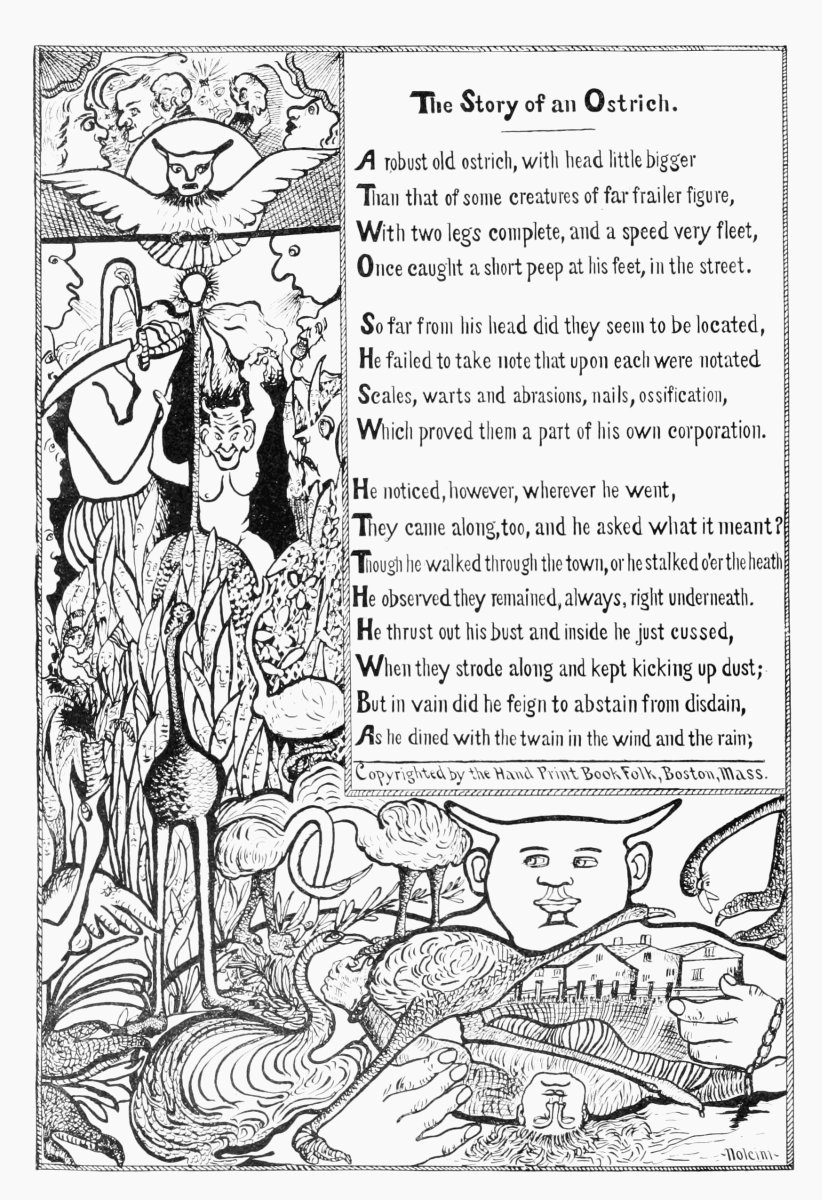 The Story of an Ostrich.
A robust old ostrich, with head little bigger
Than that of some creatures of far frailer figure,
With two legs complete, and a speed very fleet,
Once caught a short peep at his feet, in the street.
So far from his head did they seem to be located,
He failed to take note that upon each were notated
Scales, warts and abrasions, nails, ossification,
Which proved them a part of his own corporation.
He noticed, however, wherever he went,
They came along, too, and he asked what it meant?
Though he walked through the town, or he stalked o'er the heath
He observed they remained, always, right underneath.
He thrust out his bust and inside he just cussed,
When they strode along and kept kicking up dust;
But in vain did he feign to abstain from disdain,
As he dined with the twain in the wind and the rain;
Copyrighted by the Hand Print Book Folk, Boston, Mass.
-Nolcini-